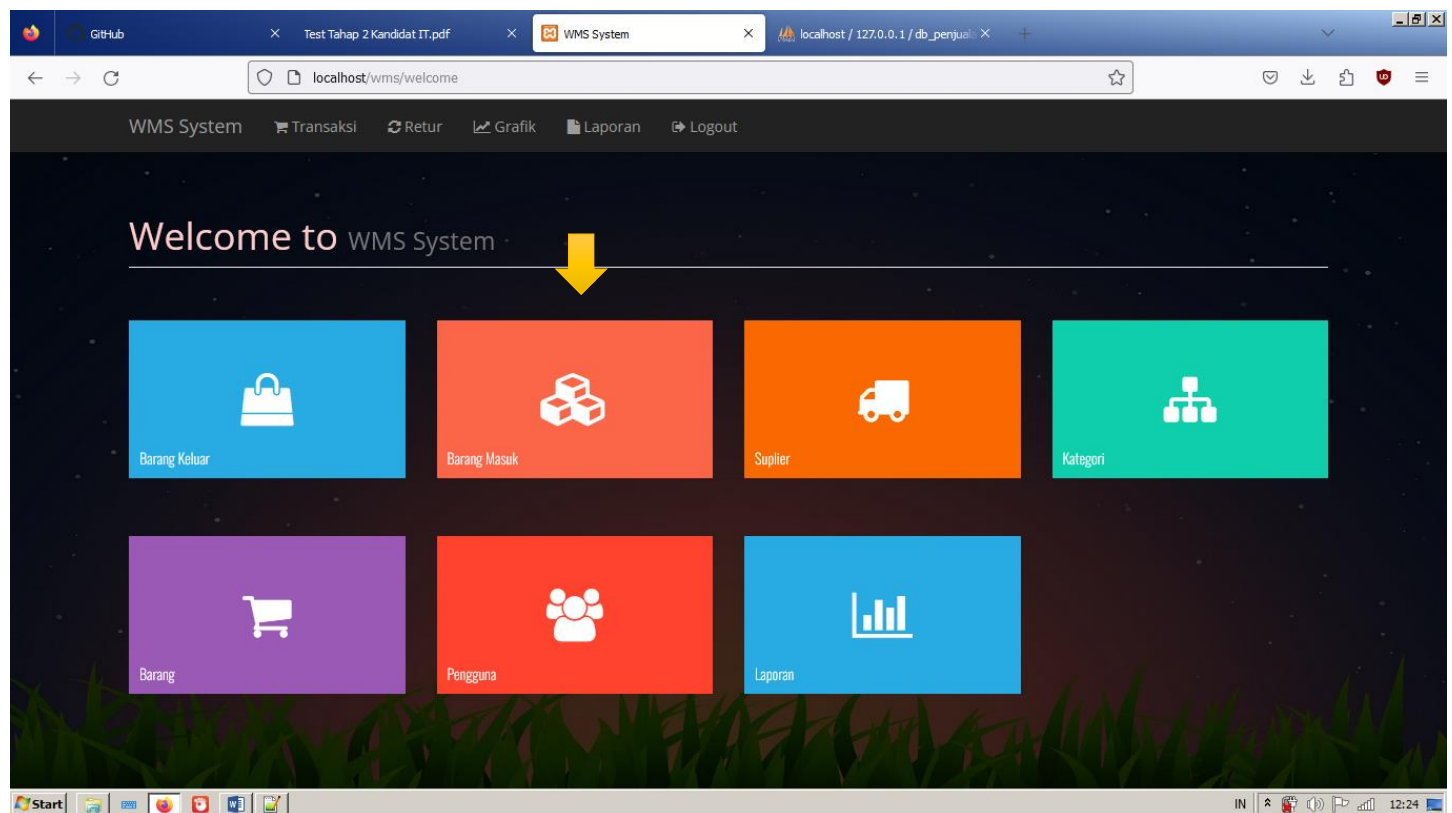 GitHub
Test Tahap 2 Kandidat IT.pdf
WMS System
localhost / 127.0.0.1 / db_penjual
localhost/wms/welcome
WMS System Transaksi Retur Grafik Laporan Logout
Welcome to WMS System
Barang Keluar Barang Masuk Suplier Kategori
Barang Pengguna Laporan
Start IN 12:24